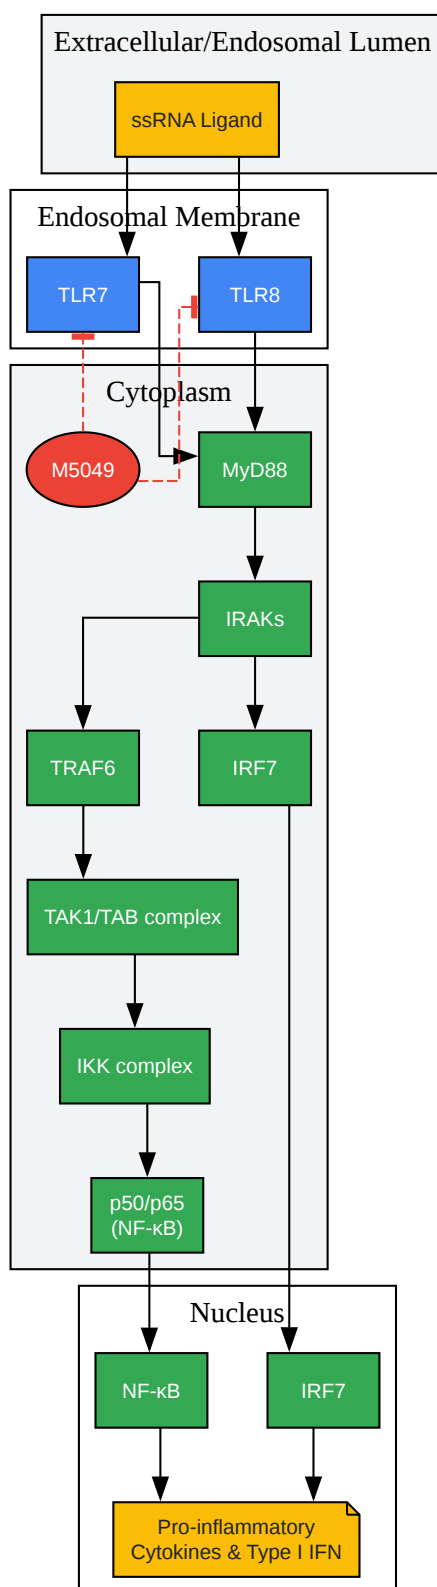 Extracellular/Endosomal Lumen
ssRNA Ligand
Endosomal Membrane
TLR7
TLR8
Cytoplasm
M5049
MyD88
IRAKs
TRAF6
IRF7
TAK1/TAB complex
IKK complex
p50/p65
(NF-κB)
Nucleus
NF-κB
IRF7
Pro-inflammatory
Cytokines & Type I IFN